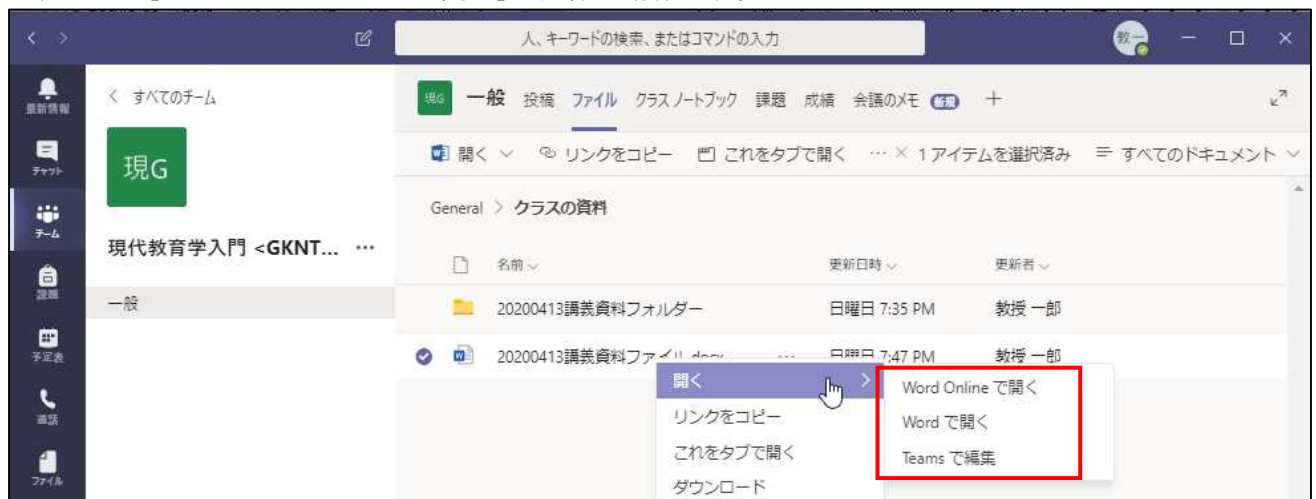 人、キーワードの検索、またはコマンドの入力
教一
最新情報
チャット
チーム
課題
予定表
通話
ファイル
すべてのチーム
現G
現代教育学入門 <GKNT... ...
一般
現G 一般 投稿 ファイル クラス ノートブック 課題 成績 会議のメモ 新規 +
開く リンクをコピー これをタブで開く ... × 1 アイテムを選択済み すべてのドキュメント
General > クラスの資料
名前 更新日時 更新者
20200413講義資料フォルダー 日曜日 7:35 PM 教授 一郎
20200413講義資料ファイル.docx ... 日曜日 7:47 PM 教授 一郎
開く >
リンクをコピー
これをタブで開く
ダウンロード
Word Online で開く
Word で開く
Teams で編集